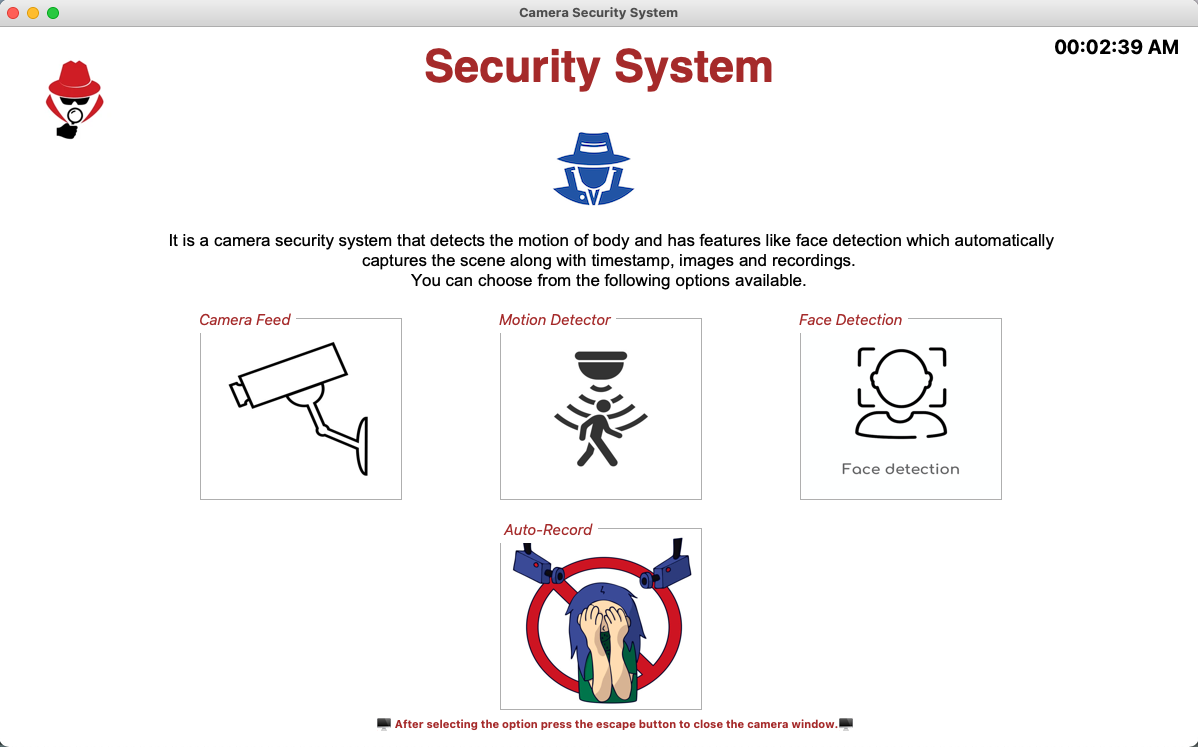 Camera Security System
00:02:39 AM
Security System
It is a camera security system that detects the motion of body and has features like face detection which automatically
captures the scene along with timestamp, images and recordings.
You can choose from the following options available.
Camera Feed
Motion Detector
Face Detection
Face detection
Auto-Record
After selecting the option press the escape button to close the camera window.